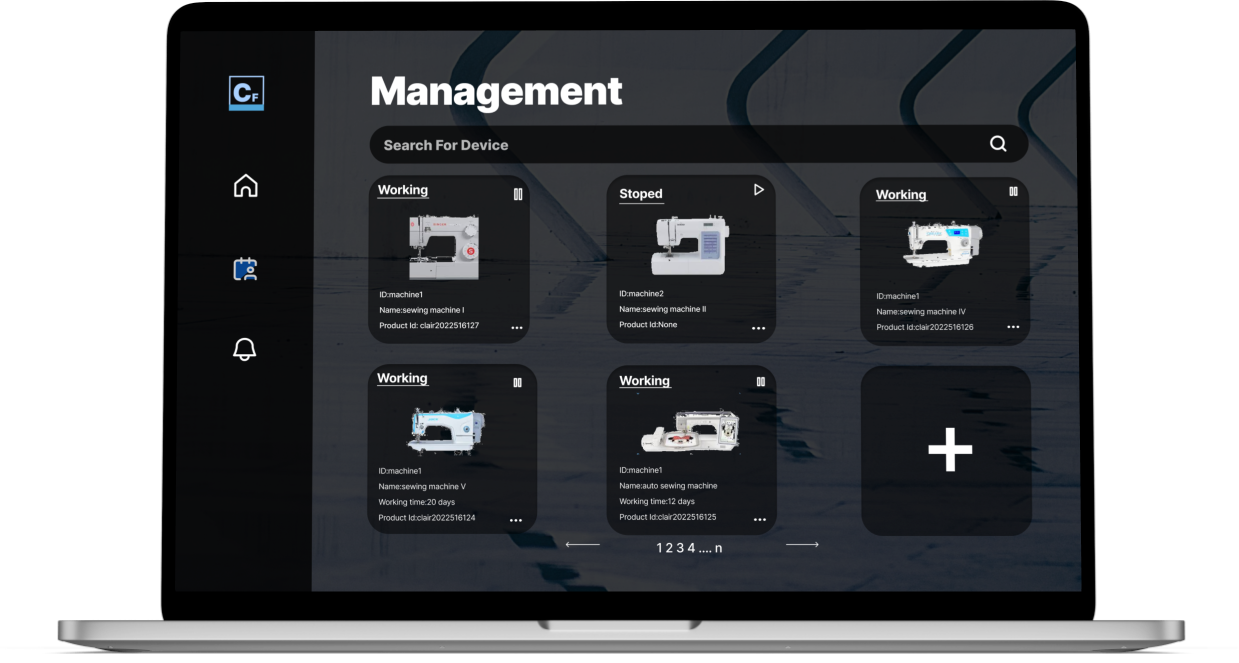 CF
Management
Search For Device
Working
ID:machine1
Name:sewing machine I
Product Id: clair2022516127
Stoped
ID:machine2
Name:sewing machine II
Product Id:None
Working
ID:machine1
Name:sewing machine IV
Product Id:clair2022516126
Working
ID:machine1
Name:sewing machine V
Working time:20 days
Product Id:clair2022516124
Working
ID:machine1
Name:auto sewing machine
Working time:12 days
Product Id:clair2022516125
1 2 3 4 .... n